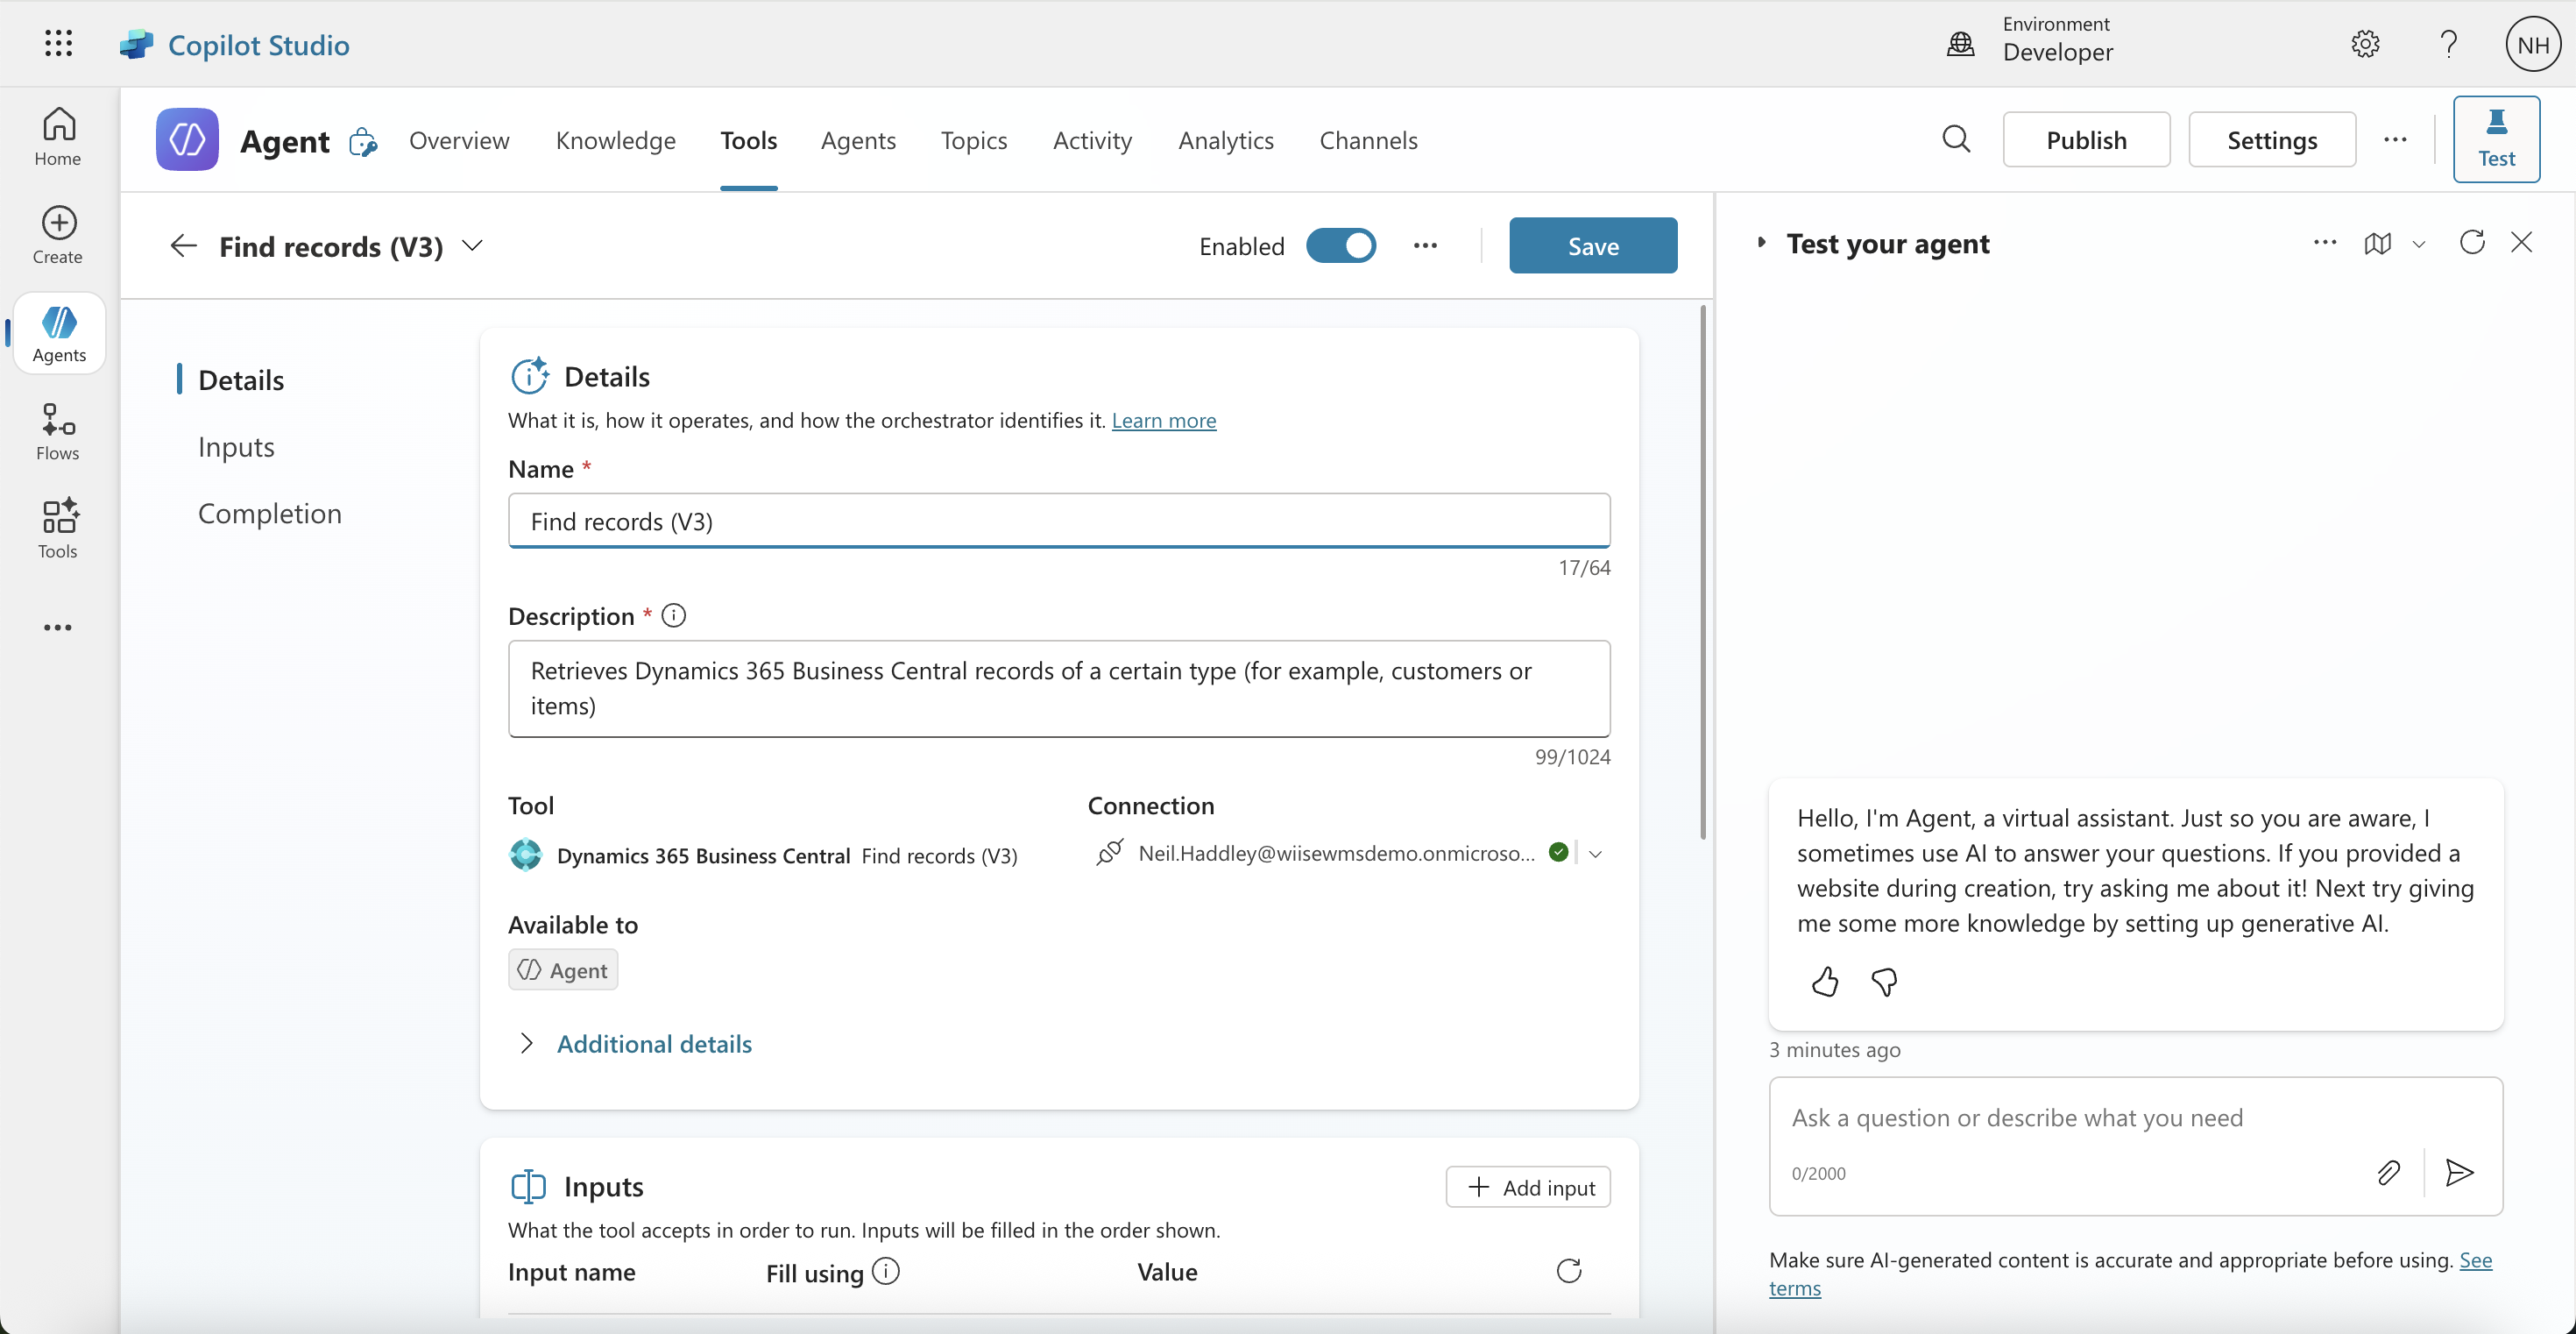 Copilot Studio
Environment
Developer
NH
Home
Create
Agents
Flows
Tools
Agent
Overview
Knowledge
Tools
Agents
Topics
Activity
Analytics
Channels
Publish
Settings
Test
Find records (V3)
Enabled
Save
Details
Inputs
Completion
Details
What it is, how it operates, and how the orchestrator identifies it. Learn more
Name *
Find records (V3)
17/64
Description *
Retrieves Dynamics 365 Business Central records of a certain type (for example, customers or
items)
99/1024
Tool
Dynamics 365 Business Central Find records (V3)
Connection
Neil.Haddley@wiisewmsdemo.onmicroso...
Available to
Agent
Additional details
Inputs
Add input
What the tool accepts in order to run. Inputs will be filled in the order shown.
Input name
Fill using
Value
Test your agent
Hello, I'm Agent, a virtual assistant. Just so you are aware, I
sometimes use AI to answer your questions. If you provided a
website during creation, try asking me about it! Next try giving
me some more knowledge by setting up generative AI.
3 minutes ago
Ask a question or describe what you need
0/2000
Make sure AI-generated content is accurate and appropriate before using. See
terms